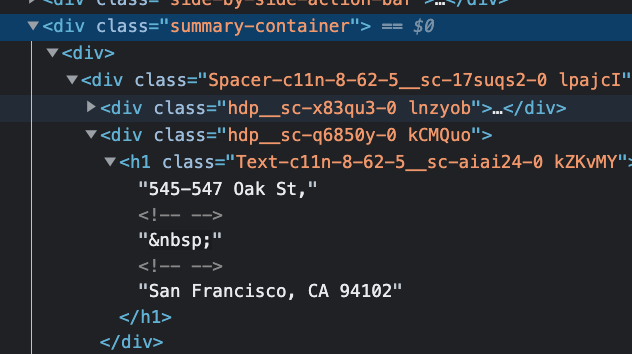 ▶<div class="side-by-side-action-bar">…</div>
▼<div class="summary-container"> == $0
▼<div>
▼<div class="Spacer-c11n-8-62-5__sc-17suqs2-0 lpajcI"
▶<div class="hdp__sc-x83qu3-0 lnzyob">…</div>
▼<div class="hdp__sc-q6850y-0 kCMQuo">
▼<h1 class="Text-c11n-8-62-5__sc-aiai24-0 kZKvMY">
"545-547 Oak St,"
<!-- -->
"&nbsp;"
<!-- -->
"San Francisco, CA 94102"
</h1>
</div>